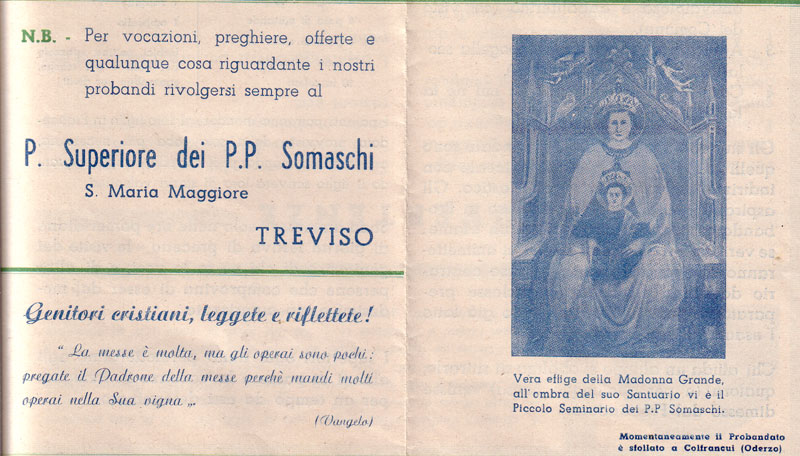 N.B. - Per vocazioni, preghiere, offerte e
qualunque cosa riguardante i nostri
probandi rivolgersi sempre al
P. Superiore dei P.P. Somaschi
S. Maria Maggiore
TREVISO
Genitori cristiani, leggete e riflettete!
" La messe è molta, ma gli operai sono pochi:
pregate il Padrone della messe perchè mandi molti
operai nella Sua vigna „.
(Vangelo)
Vera effige della Madonna Grande,
all'ombra del suo Santuario vi è il
Piccolo Seminario dei P.P Somaschi.
Momentaneamente il Probandato
è sfollato a Colfrancui (Oderzo)